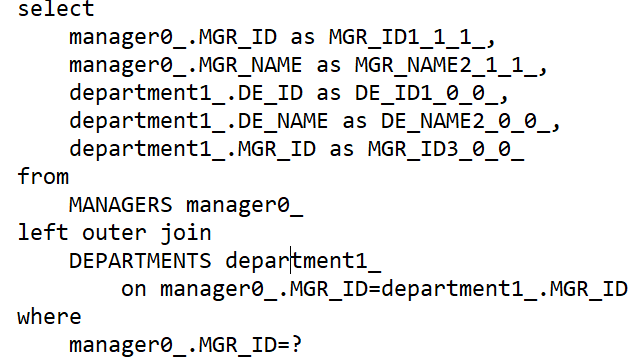 select
manager0_.MGR_ID as MGR_ID1_1_1_,
manager0_.MGR_NAME as MGR_NAME2_1_1_,
department1_.DE_ID as DE_ID1_0_0_,
department1_.DE_NAME as DE_NAME2_0_0_,
department1_.MGR_ID as MGR_ID3_0_0_
from
MANAGERS manager0_
left outer join
DEPARTMENTS department1_
on manager0_.MGR_ID=department1_.MGR_ID
where
manager0_.MGR_ID=?